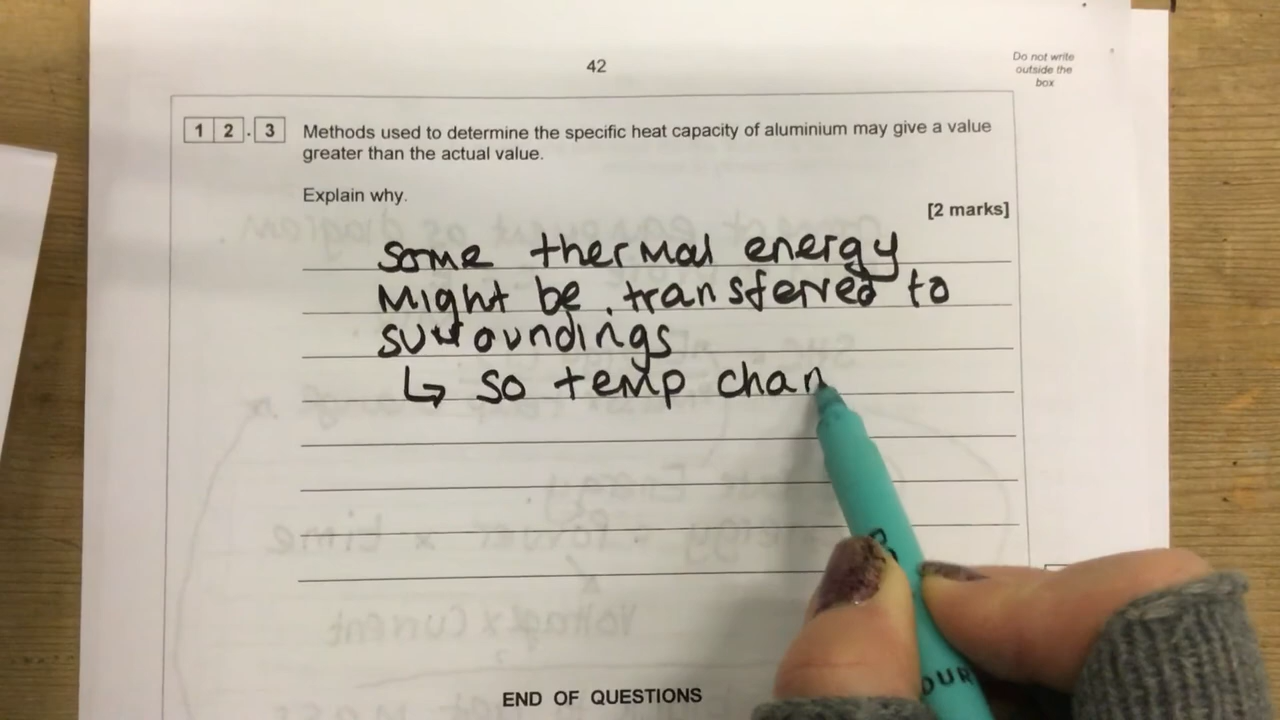 42
Do not write
outside the
box
1 2 . 3 Methods used to determine the specific heat capacity of aluminium may give a value
greater than the actual value.
Explain why.
[2 marks]
some thermal energy
Might be transferred to
surroundings
↳ so temp chan
END OF QUESTIONS